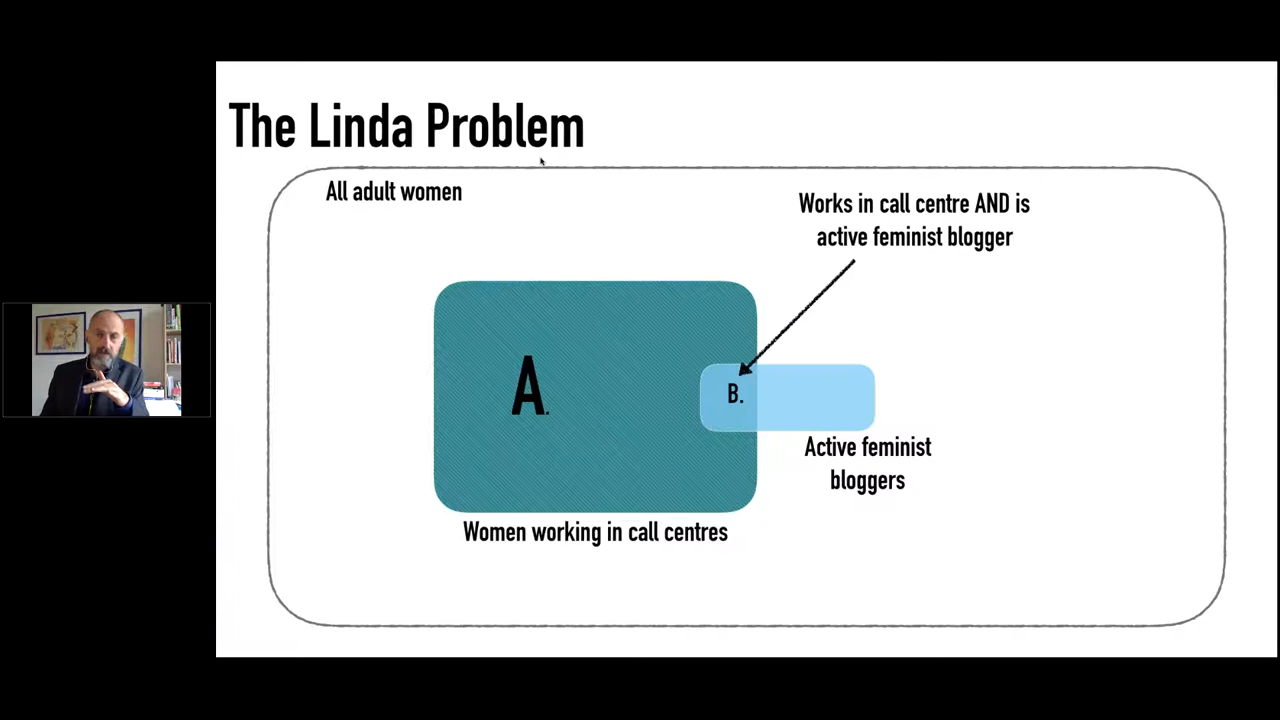 The Linda Problem
All adult women
Works in call centre AND is
active feminist blogger
A.
B.
Active feminist
bloggers
Women working in call centres